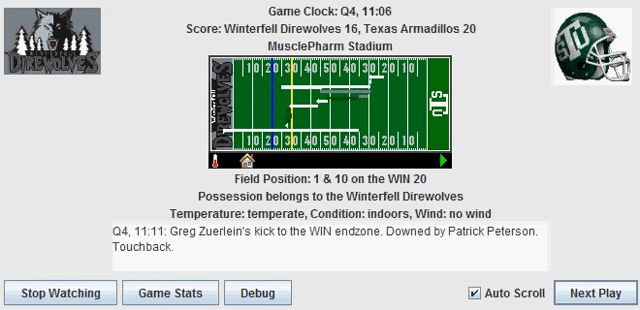 Game Clock: Q4, 11:06
Score: Winterfell Direwolves 16, Texas Armadillos 20
MusclePharm Stadium
DIREWOLVES
STU
10 20 30 40 50 40 30 20 10
DIREWOLVES
STU
10 20 30 40 50 40 30 20 10
Field Position: 1 & 10 on the WIN 20
Possession belongs to the Winterfell Direwolves
Temperature: temperate, Condition: indoors, Wind: no wind
Q4, 11:11: Greg Zuerlein's kick to the WIN endzone. Downed by Patrick Peterson.
Touchback.
Stop Watching Game Stats Debug Auto Scroll Next Play